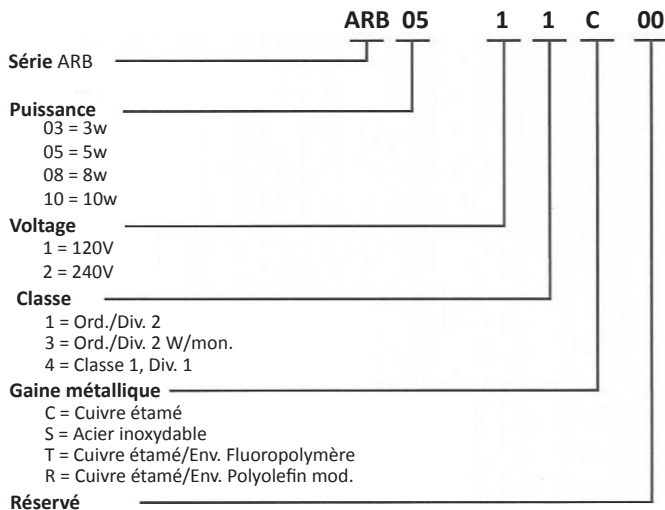 ARB 05 1 1 C 00
Série ARB
Puissance
03 = 3w
05 = 5w
08 = 8w
10 = 10w
Voltage
1 = 120V
2 = 240V
Classe
1 = Ord./Div. 2
3 = Ord./Div. 2 W/mon.
4 = Classe 1, Div. 1
Gaine métallique
C = Cuivre étamé
S = Acier inoxydable
T = Cuivre étamé/Env. Fluoropolymère
R = Cuivre étamé/Env. Polyolefin mod.
Réservé